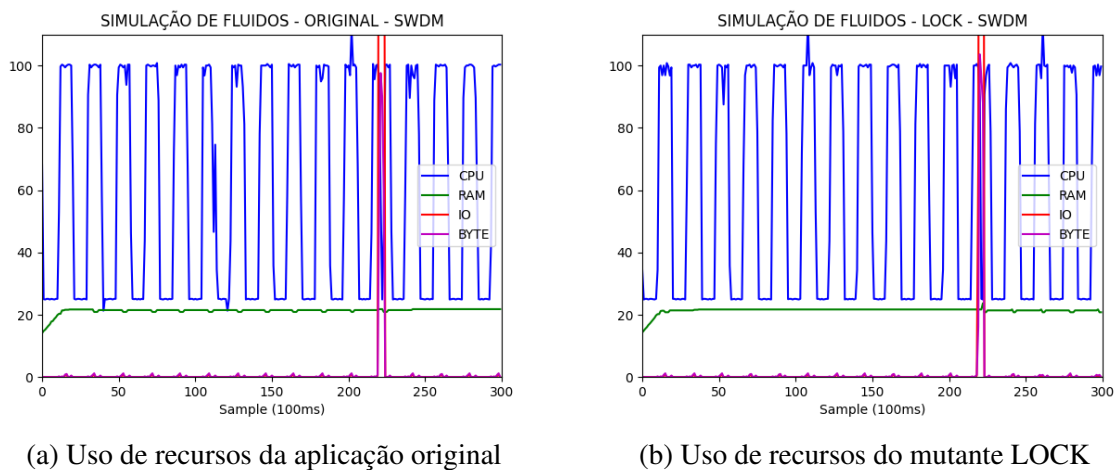 SIMULAÇÃO DE FLUIDOS - ORIGINAL - SWDM
100
80
60
40
20
0
CPU
RAM
IO
BYTE
0 50 100 150 200 250 300
Sample (100ms)
(a) Uso de recursos da aplicação original
SIMULAÇÃO DE FLUIDOS - LOCK - SWDM
100
80
60
40
20
0
CPU
RAM
IO
BYTE
0 50 100 150 200 250 300
Sample (100ms)
(b) Uso de recursos do mutante LOCK